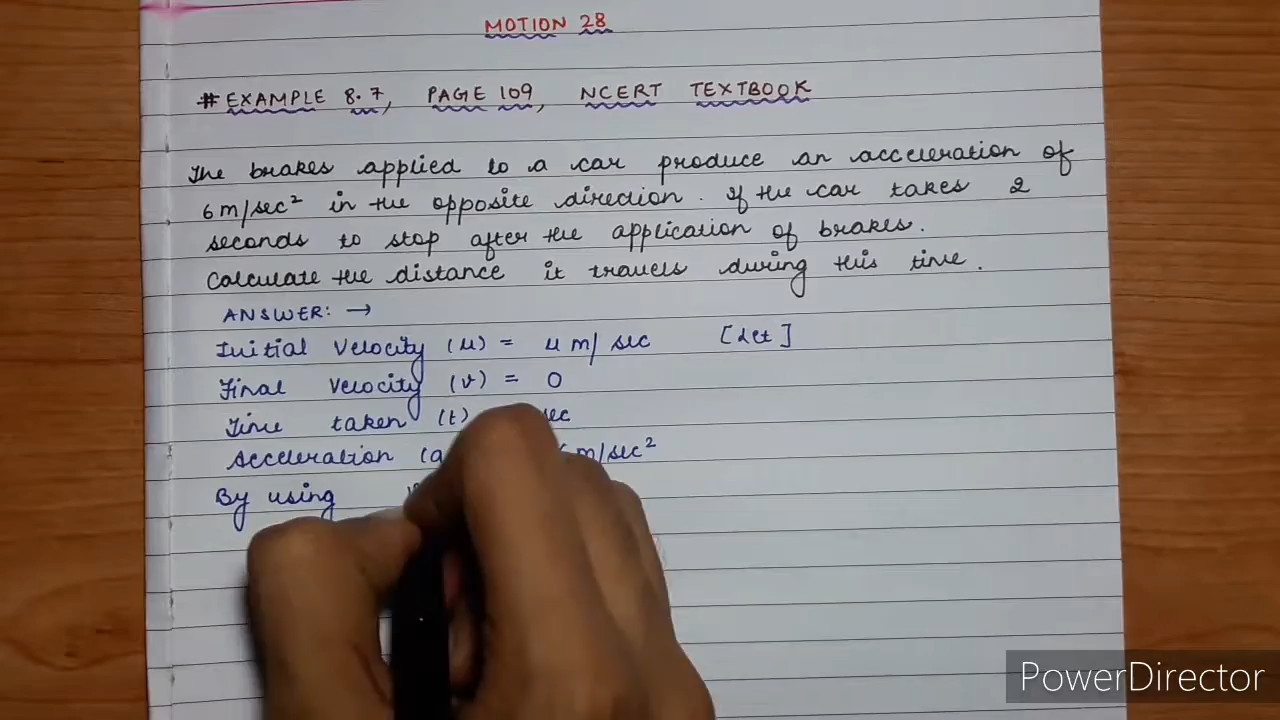 MOTION 28
# EXAMPLE 8.7, PAGE 109, NCERT TEXTBOOK
The brakes applied to a car produce an acceleration of
6 m/sec² in the opposite direction. If the car takes 2
seconds to stop after the application of brakes.
Calculate the distance it travels during this time.
ANSWER: →
Initial Velocity (u) = u m/sec [Let]
Final Velocity (v) = 0
Time taken (t) sec
Acceleration (a 6 m/sec²
By using
PowerDirector